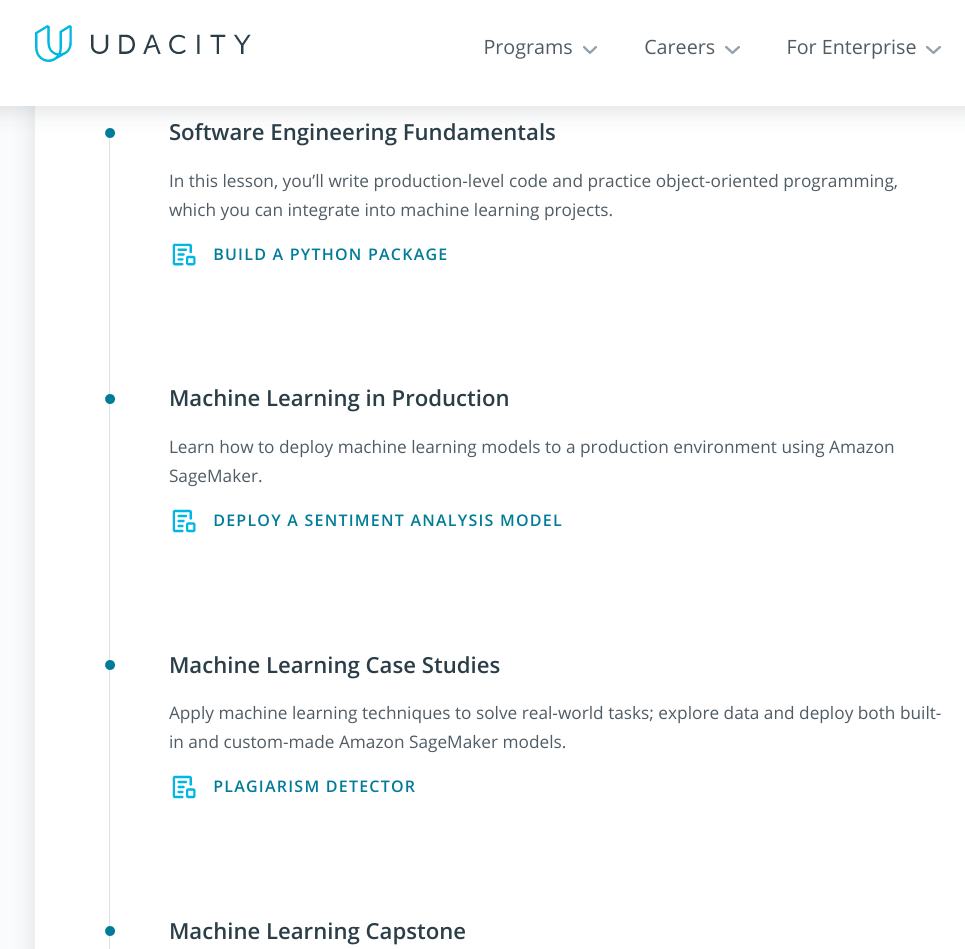 UDACITY
Programs
Careers
For Enterprise
Software Engineering Fundamentals
In this lesson, you’ll write production-level code and practice object-oriented programming,
which you can integrate into machine learning projects.
BUILD A PYTHON PACKAGE
Machine Learning in Production
Learn how to deploy machine learning models to a production environment using Amazon
SageMaker.
DEPLOY A SENTIMENT ANALYSIS MODEL
Machine Learning Case Studies
Apply machine learning techniques to solve real-world tasks; explore data and deploy both built-
in and custom-made Amazon SageMaker models.
PLAGIARISM DETECTOR
Machine Learning Capstone